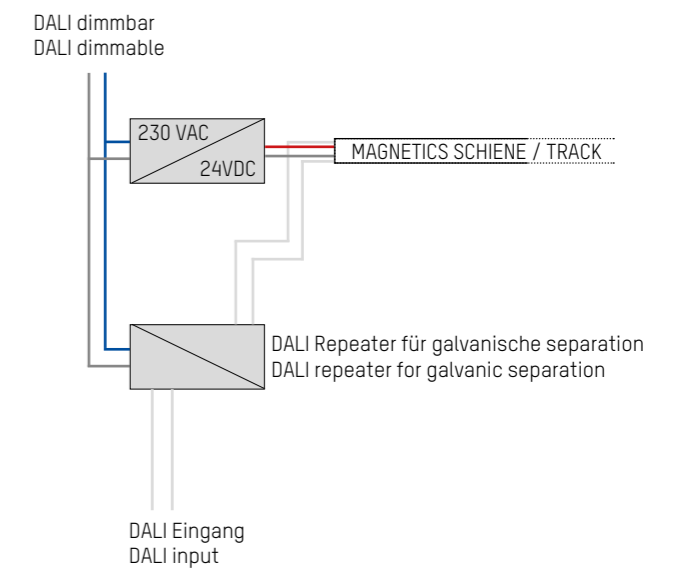 DALI dimmbar
DALI dimmable
230 VAC
24VDC
MAGNETICS SCHIENE / TRACK
DALI Repeater für galvanische separation
DALI repeater for galvanic separation
DALI Eingang
DALI input